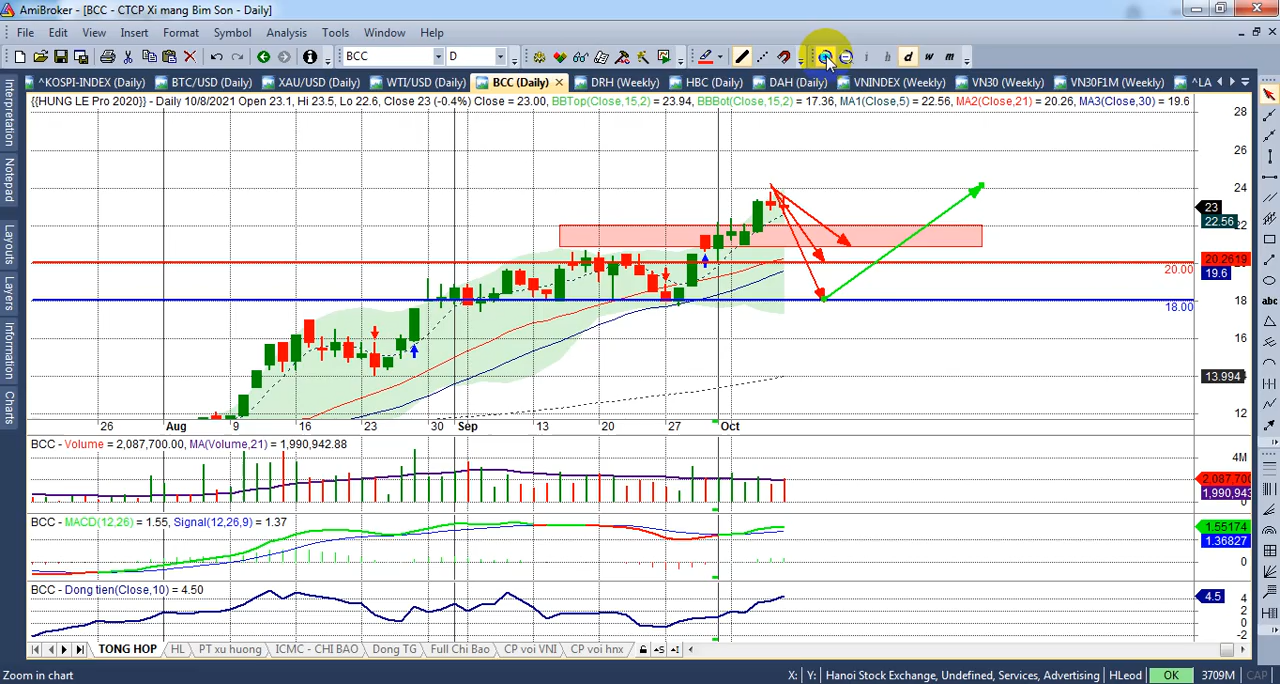 AmiBroker - [BCC - CTCP Xi mang Bim Son - Daily]
File Edit View Insert Format Symbol Analysis Tools Window Help
BCC D i h d w m
^KOSPI-INDEX (Daily) BTC/USD (Daily) XAU/USD (Daily) WTI/USD (Daily) BCC (Daily) DRH (Weekly) HBC (Daily) DAH (Daily) VNINDEX (Weekly) VN30 (Weekly) VN30F1M (Weekly) ^LA
{{HUNG LE Pro 2020}} - Daily 10/8/2021 Open 23.1, Hi 23.5, Lo 22.6, Close 23 (-0.4%) Close = 23.00, BBTop(Close,15,2) = 23.94, BBBot(Close,15,2) = 17.36, MA1(Close,5) = 22.56, MA2(Close,21) = 20.26, MA3(Close,30) = 19.6
Interpretation
Notepad
Layouts
Layers
Information
Charts
abc
28
26
24
23
22
22.56
20.00
20.2619
19.6
18
18.00
16
14
13.994
12
26 Aug 9 16 23 30 Sep 13 20 27 Oct
BCC - Volume = 2,087,700.00, MA(Volume,21) = 1,990,942.88
4M
2,087,700
1,990,943
0
BCC - MACD(12,26) = 1.55, Signal(12,26,9) = 1.37
1.55174
1.36827
0
BCC - Dong tien(Close,10) = 4.50
4.5
4
2
0
-2
TONG HOP HL PT xu huong ICMC - CHI BAO Dong TG Full Chi Bao CP voi VNI CP voi hnx
Zoom in chart X: Y: Hanoi Stock Exchange, Undefined, Services, Advertising HLeod OK 3709M CAP